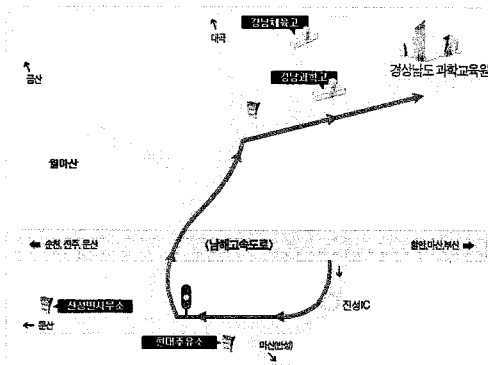 대곡
경남체육고
금산
경남과학고
경상남도 과학교육원
월아산
순천, 진주, 문산
〈남해고속도로〉
함안,마산,부산
진성IC
진성면사무소
문산
현대주유소
마산(반성)